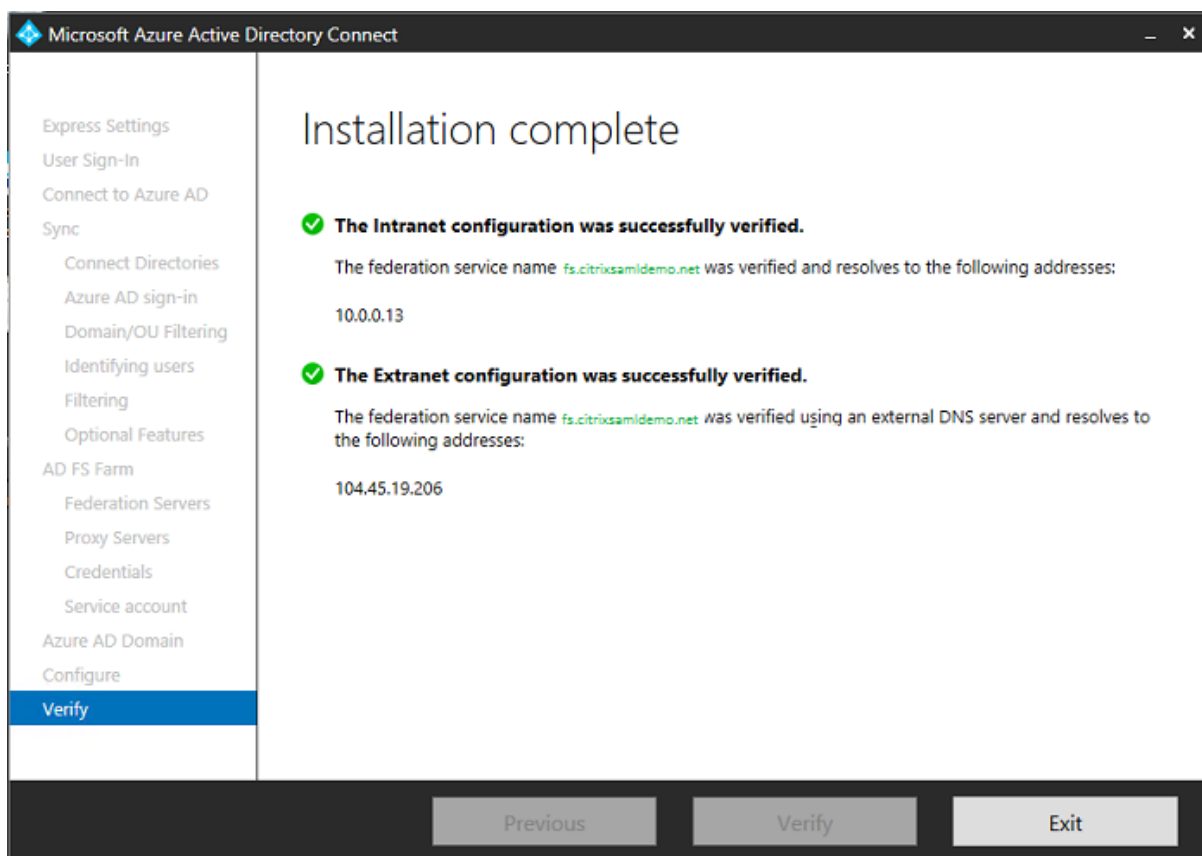 Microsoft Azure Active Directory Connect
Express Settings
User Sign-In
Connect to Azure AD
Sync
Connect Directories
Azure AD sign-in
Domain/OU Filtering
Identifying users
Filtering
Optional Features
AD FS Farm
Federation Servers
Proxy Servers
Credentials
Service account
Azure AD Domain
Configure
Verify
Installation complete
The Intranet configuration was successfully verified.
The federation service name fs.citrixsamldemo.net was verified and resolves to the following addresses:
10.0.0.13
The Extranet configuration was successfully verified.
The federation service name fs.citrixsamldemo.net was verified using an external DNS server and resolves to
the following addresses:
104.45.19.206
Previous
Verify
Exit